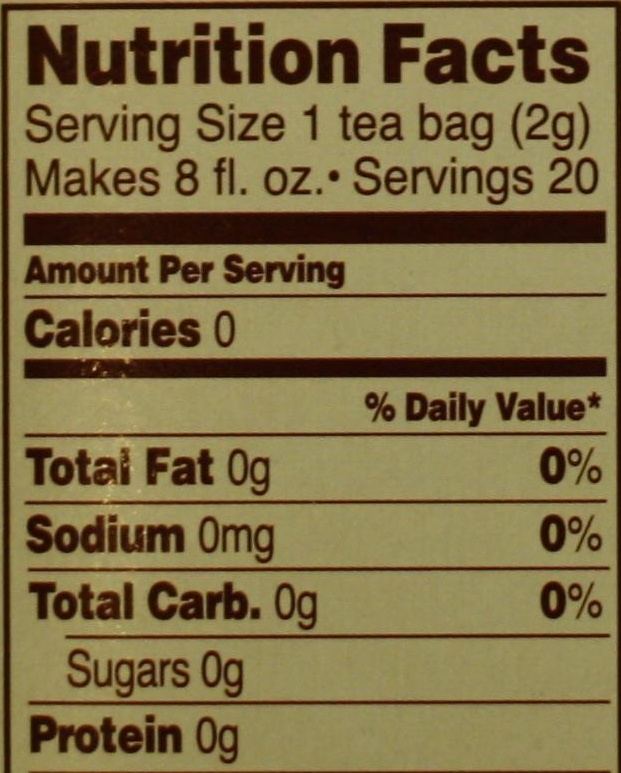 Nutrition Facts
Serving Size 1 tea bag (2g)
Makes 8 fl. oz.• Servings 20
Amount Per Serving
Calories 0
% Daily Value*
Total Fat 0g 0%
Sodium 0mg 0%
Total Carb. 0g 0%
Sugars 0g
Protein 0g